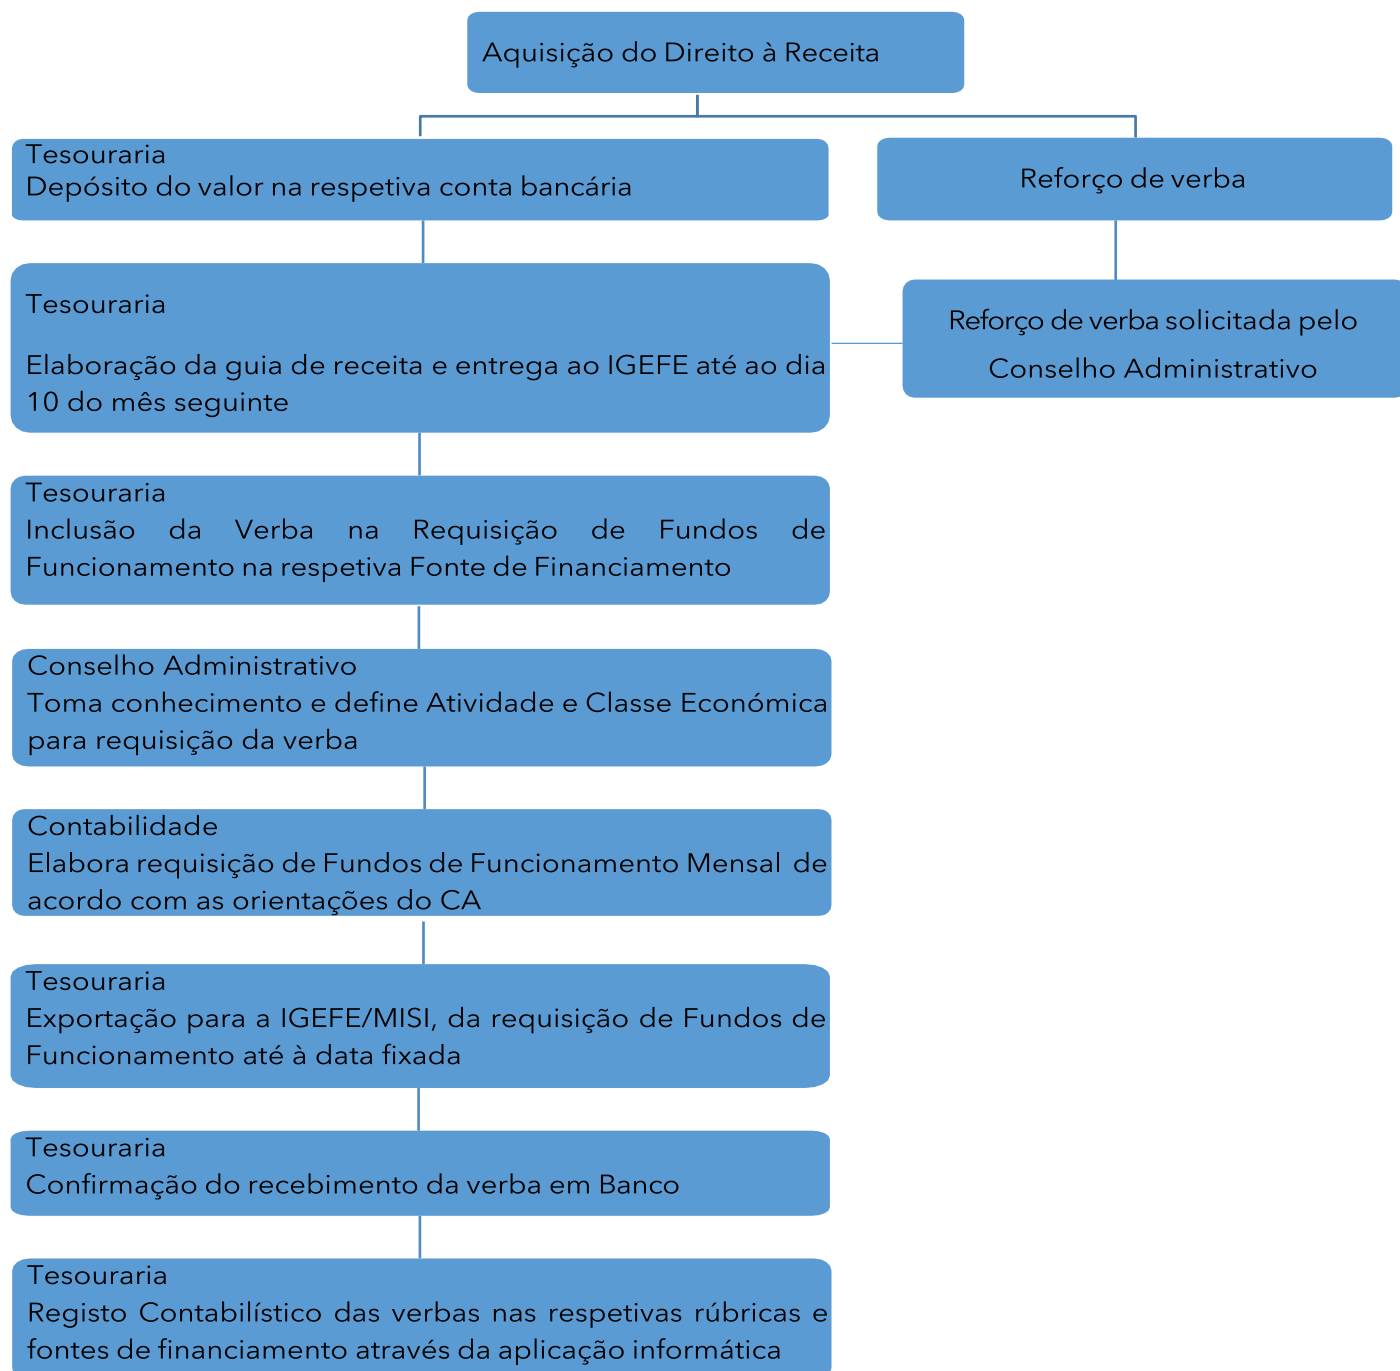 Aquisição do Direito à Receita
Tesouraria
Depósito do valor na respetiva conta bancária
Reforço de verba
Tesouraria
Elaboração da guia de receita e entrega ao IGEFE até ao dia
10 do mês seguinte
Reforço de verba solicitada pelo
Conselho Administrativo
Tesouraria
Inclusão da Verba na Requisição de Fundos de
Funcionamento na respetiva Fonte de Financiamento
Conselho Administrativo
Toma conhecimento e define Atividade e Classe Económica
para requisição da verba
Contabilidade
Elabora requisição de Fundos de Funcionamento Mensal de
acordo com as orientações do CA
Tesouraria
Exportação para a IGEFE/MISI, da requisição de Fundos de
Funcionamento até à data fixada
Tesouraria
Confirmação do recebimento da verba em Banco
Tesouraria
Registo Contabilístico das verbas nas respetivas rúbricas e
fontes de financiamento através da aplicação informática